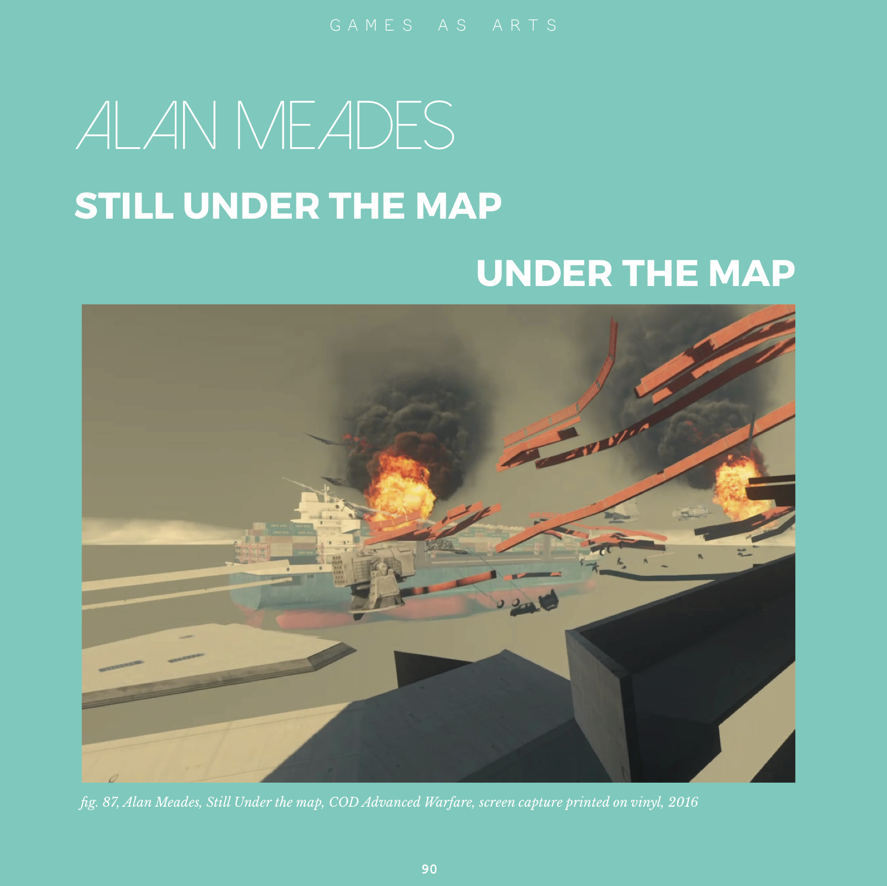 GAMES AS ARTS
ALAN MEADES
STILL UNDER THE MAP
UNDER THE MAP
fig. 87, Alan Meades, Still Under the map, COD Advanced Warfare, screen capture printed on vinyl, 2016
90